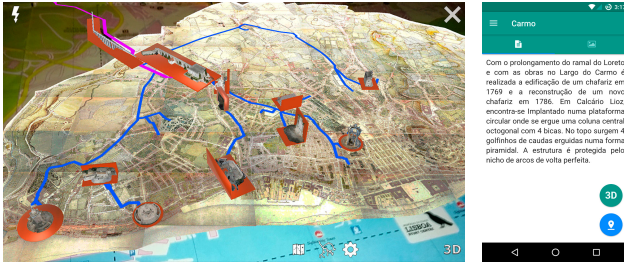 LISBOA
3D
3:17
Carmo
Com o prolongamento do ramal do Loreto
e com as obras no Largo do Carmo é
realizada a edificação de um chafariz em
1769 e a reconstrução de um novo
chafariz em 1786. Em Calcário Lioz,
encontra-se Implantado numa plataforma
circular onde se ergue uma coluna central
octogonal com 4 bicas. No topo surgem 4
golfinhos de caudas erguidas numa forma
piramidal. A estrutura é protegida pelo
nicho de arcos de volta perfeita.
3D